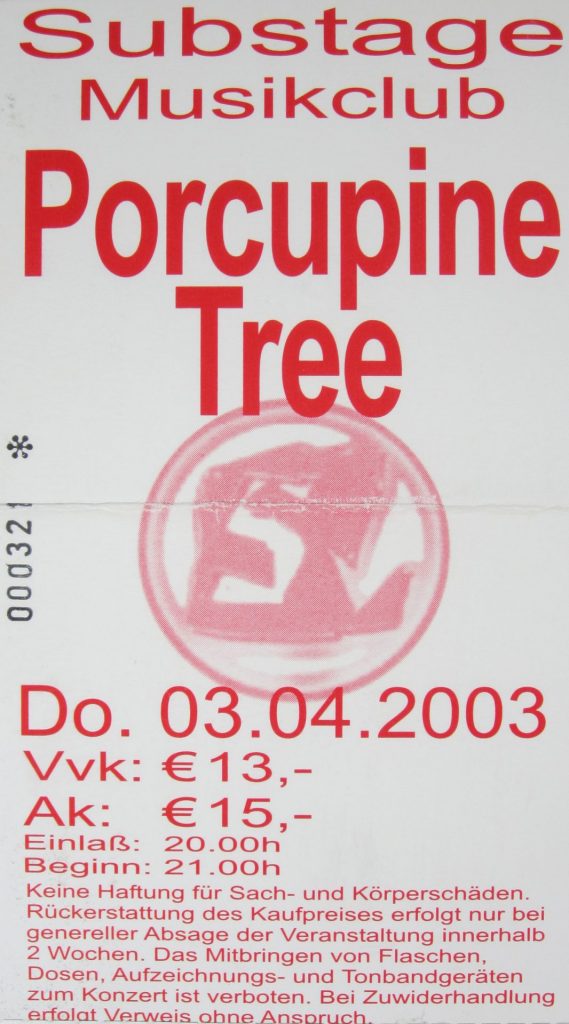 Substage
Musikclub
Porcupine
Tree
000321 *
Do. 03.04.2003
Vvk: € 13,-
Ak: € 15,-
Einlaß: 20.00h
Beginn: 21.00h
Keine Haftung für Sach- und Körperschäden.
Rückerstattung des Kaufpreises erfolgt nur bei
genereller Absage der Veranstaltung innerhalb
2 Wochen. Das Mitbringen von Flaschen,
Dosen, Aufzeichnungs- und Tonbandgeräten
zum Konzert ist verboten. Bei Zuwiderhandlung
erfolgt Verweis ohne Anspruch.